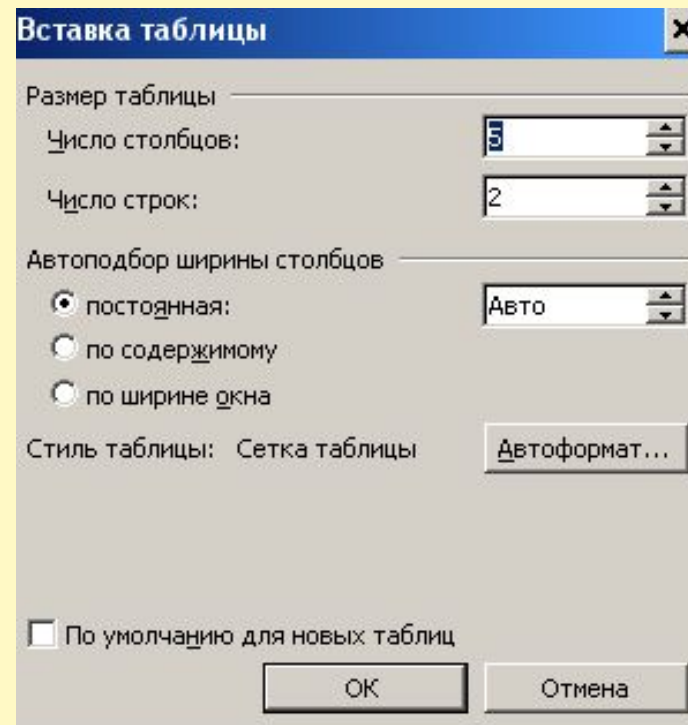 Вставка таблицы
Размер таблицы
Число столбцов: 5
Число строк: 2
Автоподбор ширины столбцов
постоянная: Авто
по содержимому
по ширине окна
Стиль таблицы: Сетка таблицы Автоформат...
По умолчанию для новых таблиц
ОК Отмена